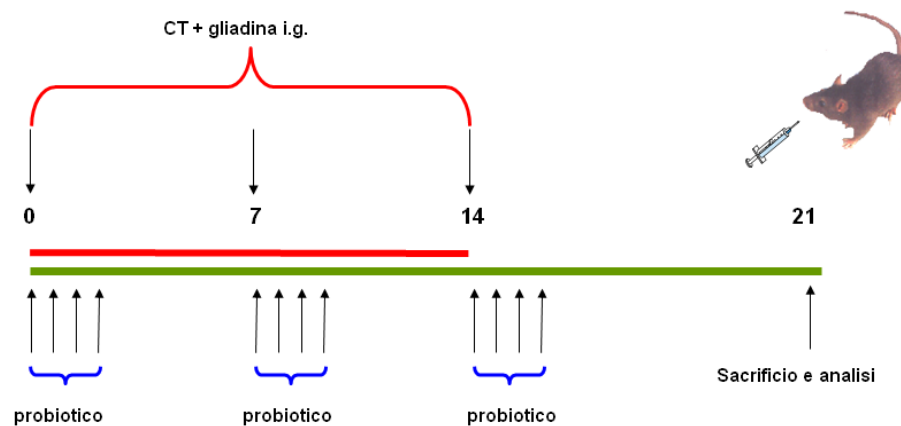 CT + gliadina i.g.
0 7 14 21
Sacrificio e analisi
probiotico probiotico probiotico